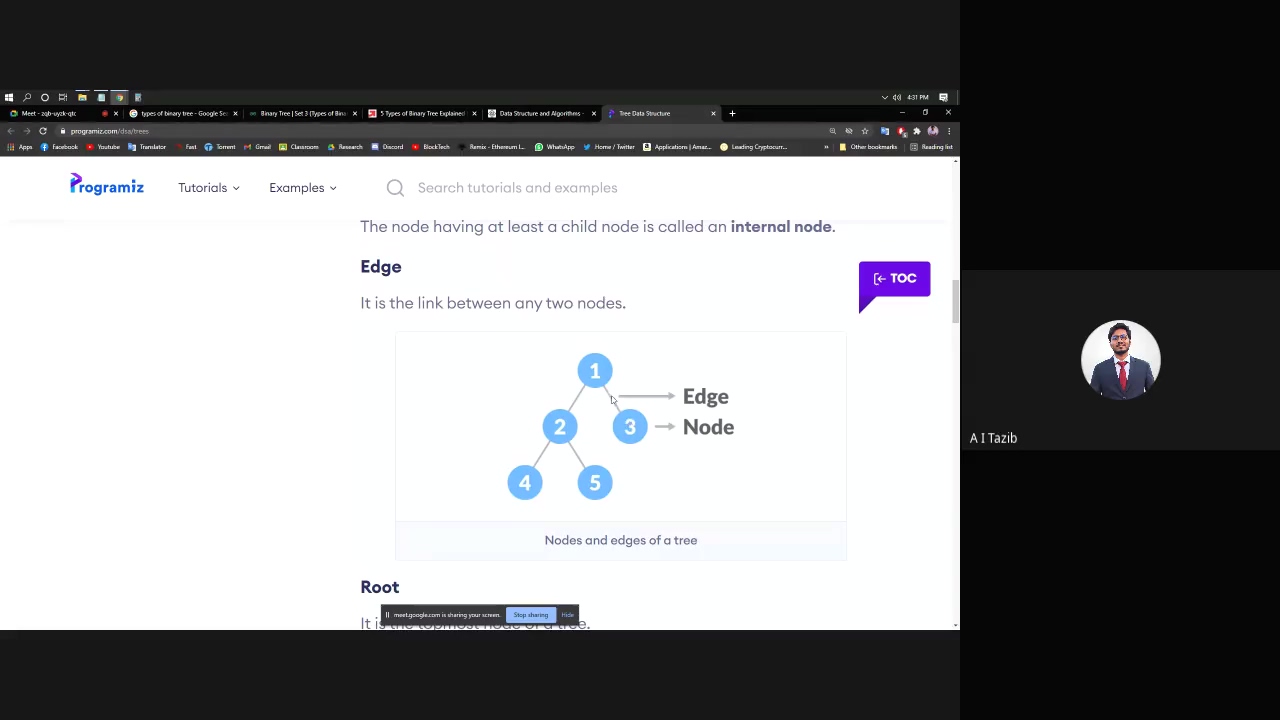 4:31 PM
Meet - zqb-uyzk-qtc
types of binary tree - Google Se
Binary Tree | Set 3 (Types of Bina
5 Types of Binary Tree Explained
Data Structure and Algorithms -
Tree Data Structure
programiz.com/dsa/trees
Apps Facebook Youtube Translator Fast Torrent Gmail Classroom Research Discord BlockTech Remix - Ethereum I... WhatsApp Home / Twitter Applications | Amaz... Leading Cryptocurr... » Other bookmarks Reading list
Programiz Tutorials Examples Search tutorials and examples
The node having at least a child node is called an internal node.
Edge
TOC
It is the link between any two nodes.
1
Edge
2 3 Node
4 5
Nodes and edges of a tree
Root
meet.google.com is sharing your screen. Stop sharing Hide
It is the topmost node of a tree.
A I Tazib